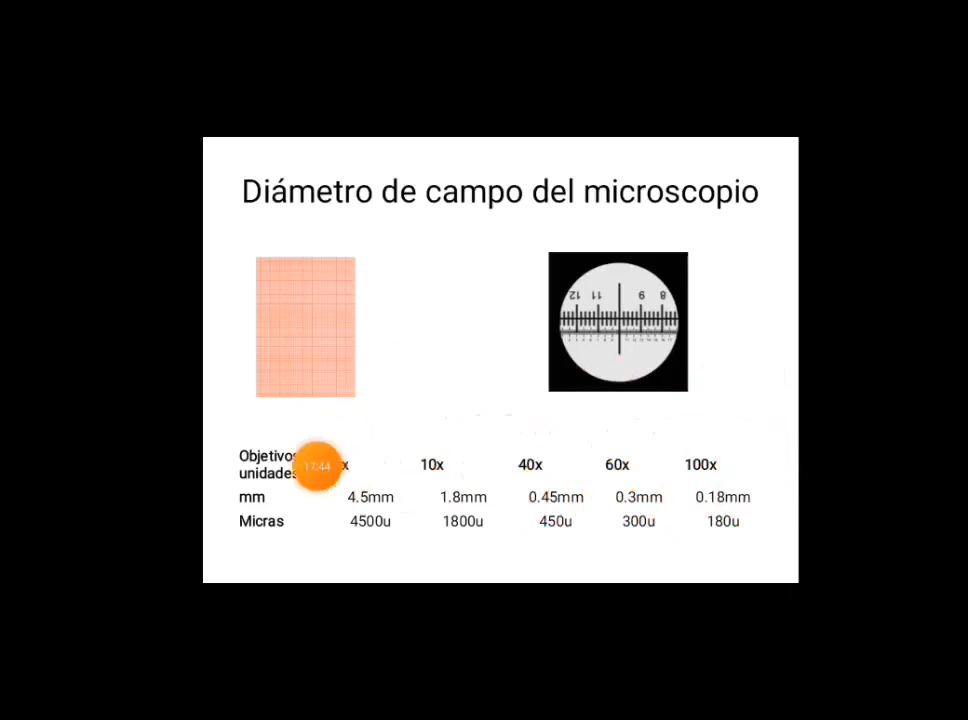 Diámetro de campo del microscopio
12 11 9 8
Objetivos
unidades
x 10x 40x 60x 100x
17:44
mm 4.5mm 1.8mm 0.45mm 0.3mm 0.18mm
Micras 4500u 1800u 450u 300u 180u